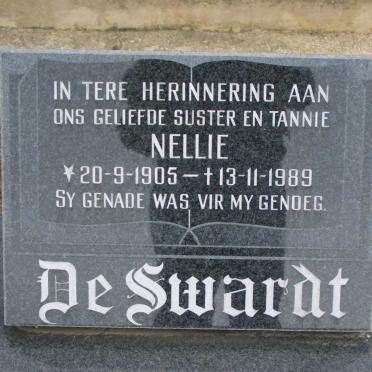 IN TERE HERINNERING AAN
ONS GELIEFDE SUSTER EN TANNIE
NELLIE
★20-9-1905 – †13-11-1989
SY GENADE WAS VIR MY GENOEG.
De Swardt